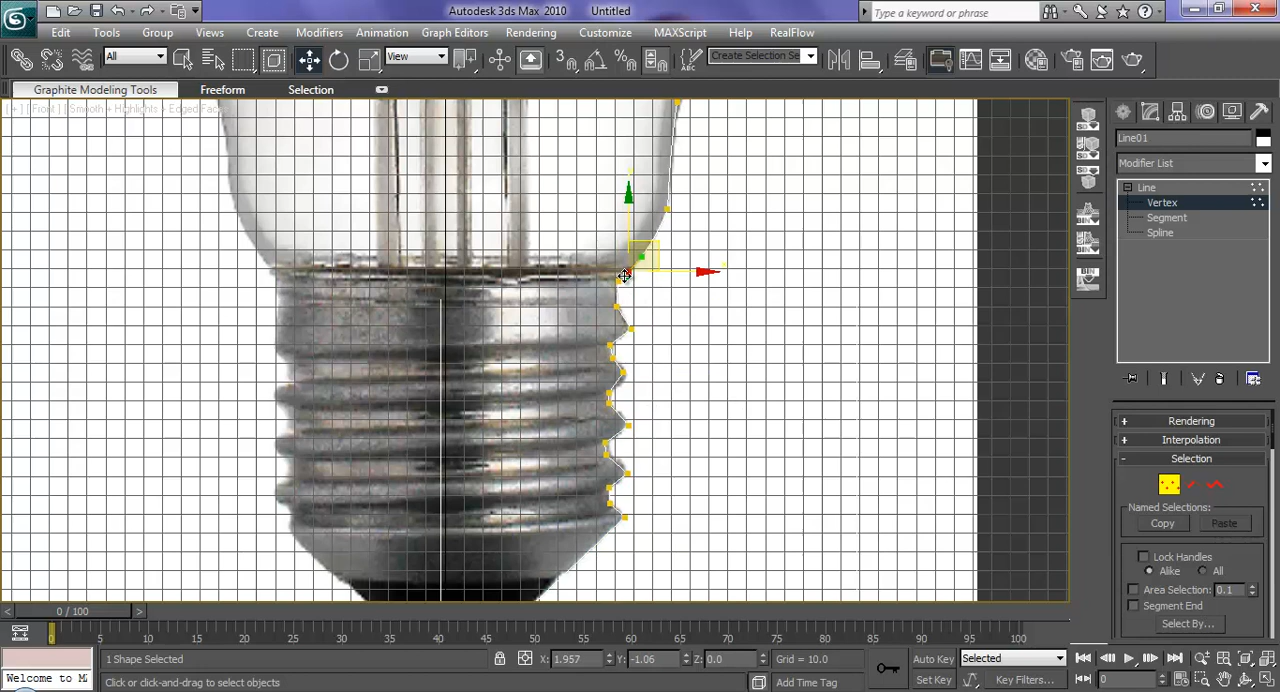 Autodesk 3ds Max 2010 Untitled
Type a keyword or phrase
Edit Tools Group Views Create Modifiers Animation Graph Editors Rendering Customize MAXScript Help RealFlow
All View 3 Create Selection Se
Graphite Modeling Tools Freeform Selection
[ + ] [ Front ] [ Smooth + Highlights + Edged Fac
Line01
Modifier List
Line
Vertex
Segment
Spline
+ Rendering
+ Interpolation
- Selection
Named Selections:
Copy Paste
Lock Handles
Alike All
Area Selection: 0.1
Segment End
Select By...
< 0 / 100 >
0 5 10 15 20 25 30 35 40 45 50 55 60 65 70 75 80 85 90 95 100
1 Shape Selected X: 1.957 Y: -1.06 Z: 0.0 Grid = 10.0 Auto Key Selected
Welcome to M Click or click-and-drag to select objects Add Time Tag Set Key Key Filters... 0